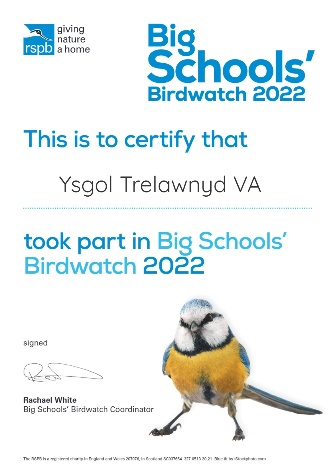 rspb
giving
nature
a home
Big
Schools’
Birdwatch 2022
This is to certify that
Ysgol Trelawnyd VA
took part in Big Schools’
Birdwatch 2022
signed
Rachael White
Big Schools’ Birdwatch Coordinator
The RSPB is a registered charity in England and Wales 207076, in Scotland SC037654.